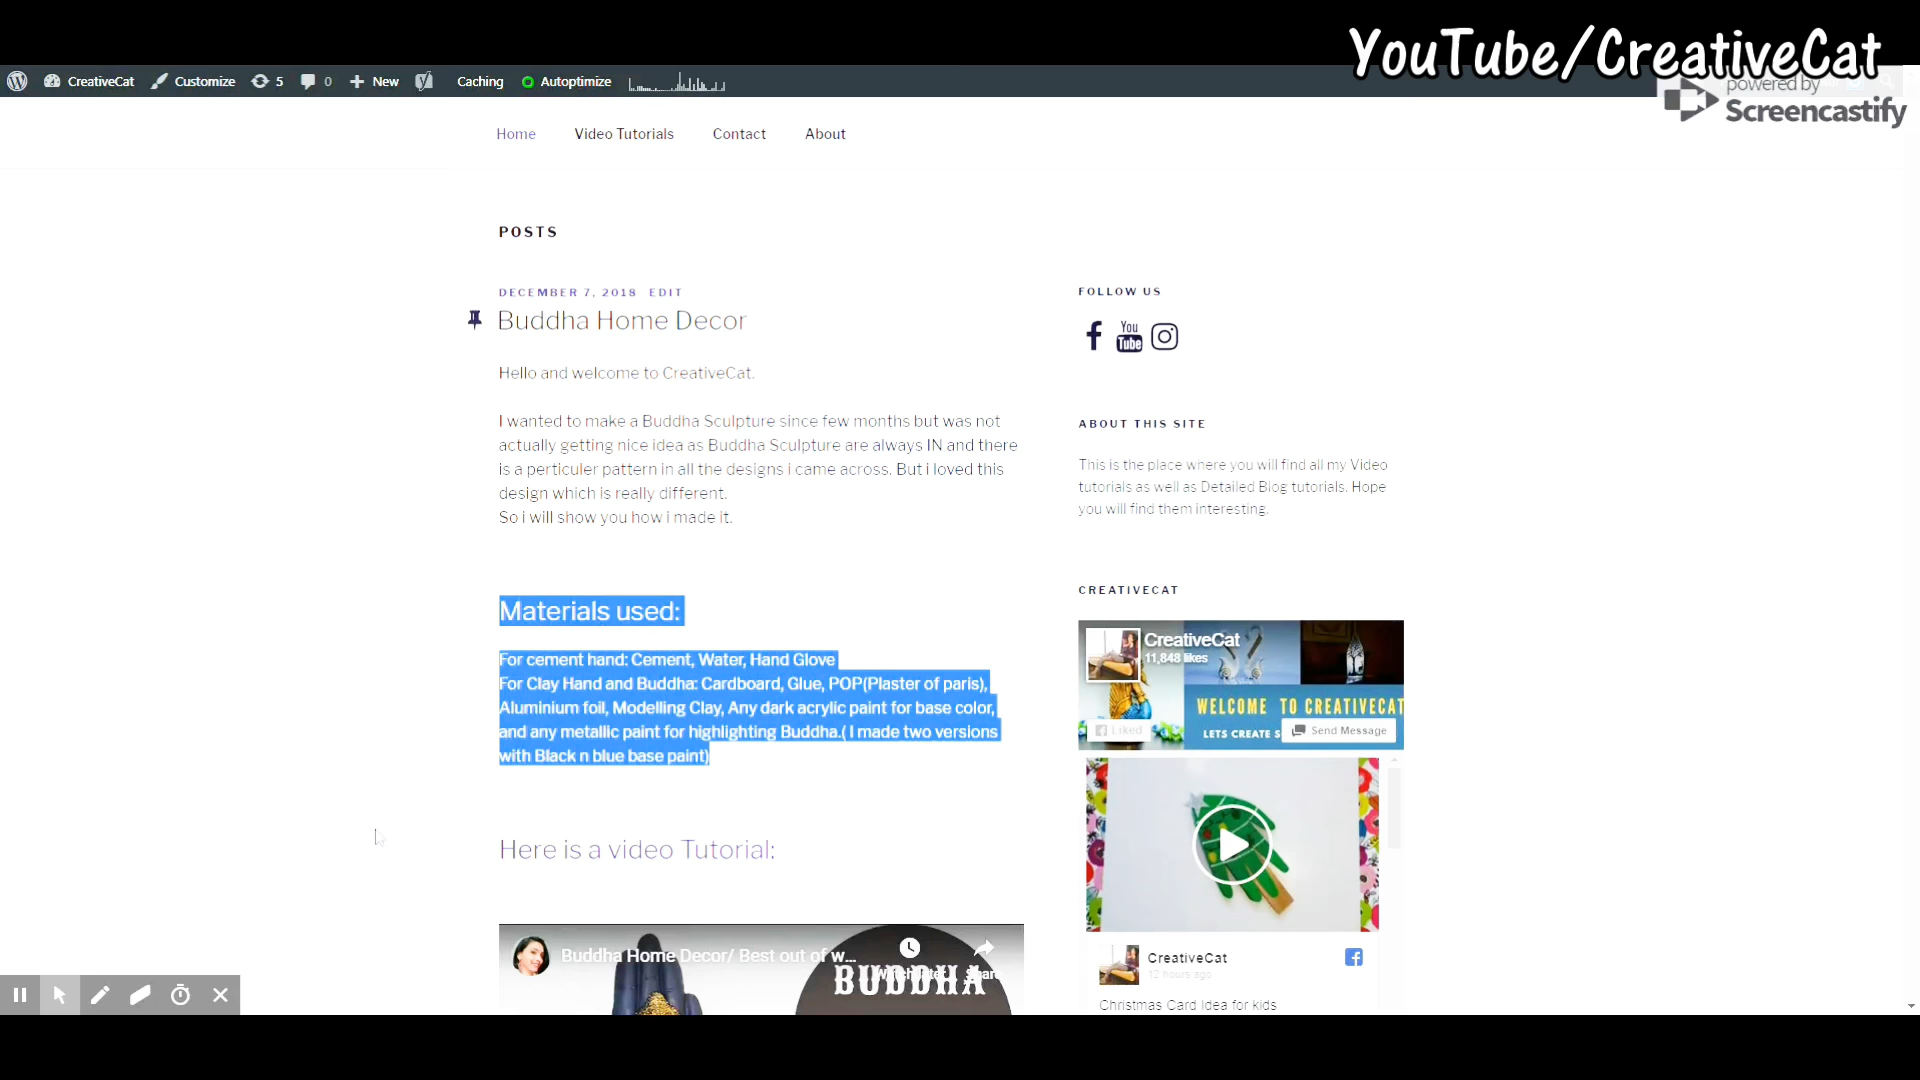 YouTube/CreativeCat
CreativeCat Customize 5 0 New Caching Autoptimize
powered by
Screencastify
Home Video Tutorials Contact About
POSTS
DECEMBER 7, 2018 EDIT
Buddha Home Decor
Hello and welcome to CreativeCat.
I wanted to make a Buddha Sculpture since few months but was not
actually getting nice idea as Buddha Sculpture are always IN and there
is a perticuler pattern in all the designs i came across. But i loved this
design which is really different.
So i will show you how i made it.
Materials used:
For cement hand: Cement, Water, Hand Glove
For Clay Hand and Buddha: Cardboard, Glue, POP(Plaster of paris),
Aluminium foil, Modelling Clay, Any dark acrylic paint for base color,
and any metallic paint for highlighting Buddha.( I made two versions
with Black n blue base paint)
Here is a video Tutorial:
Buddha Home Decor/ Best out of w...
Watch later Share
BUDDHA
FOLLOW US
You
Tube
ABOUT THIS SITE
This is the place where you will find all my Video
tutorials as well as Detailed Blog tutorials. Hope
you will find them interesting.
CREATIVECAT
CreativeCat
11,848 likes
WELCOME TO CREATIVECAT
Liked
LETS CREATE S
Send Message
CreativeCat
12 hours ago
Christmas Card Idea for kids